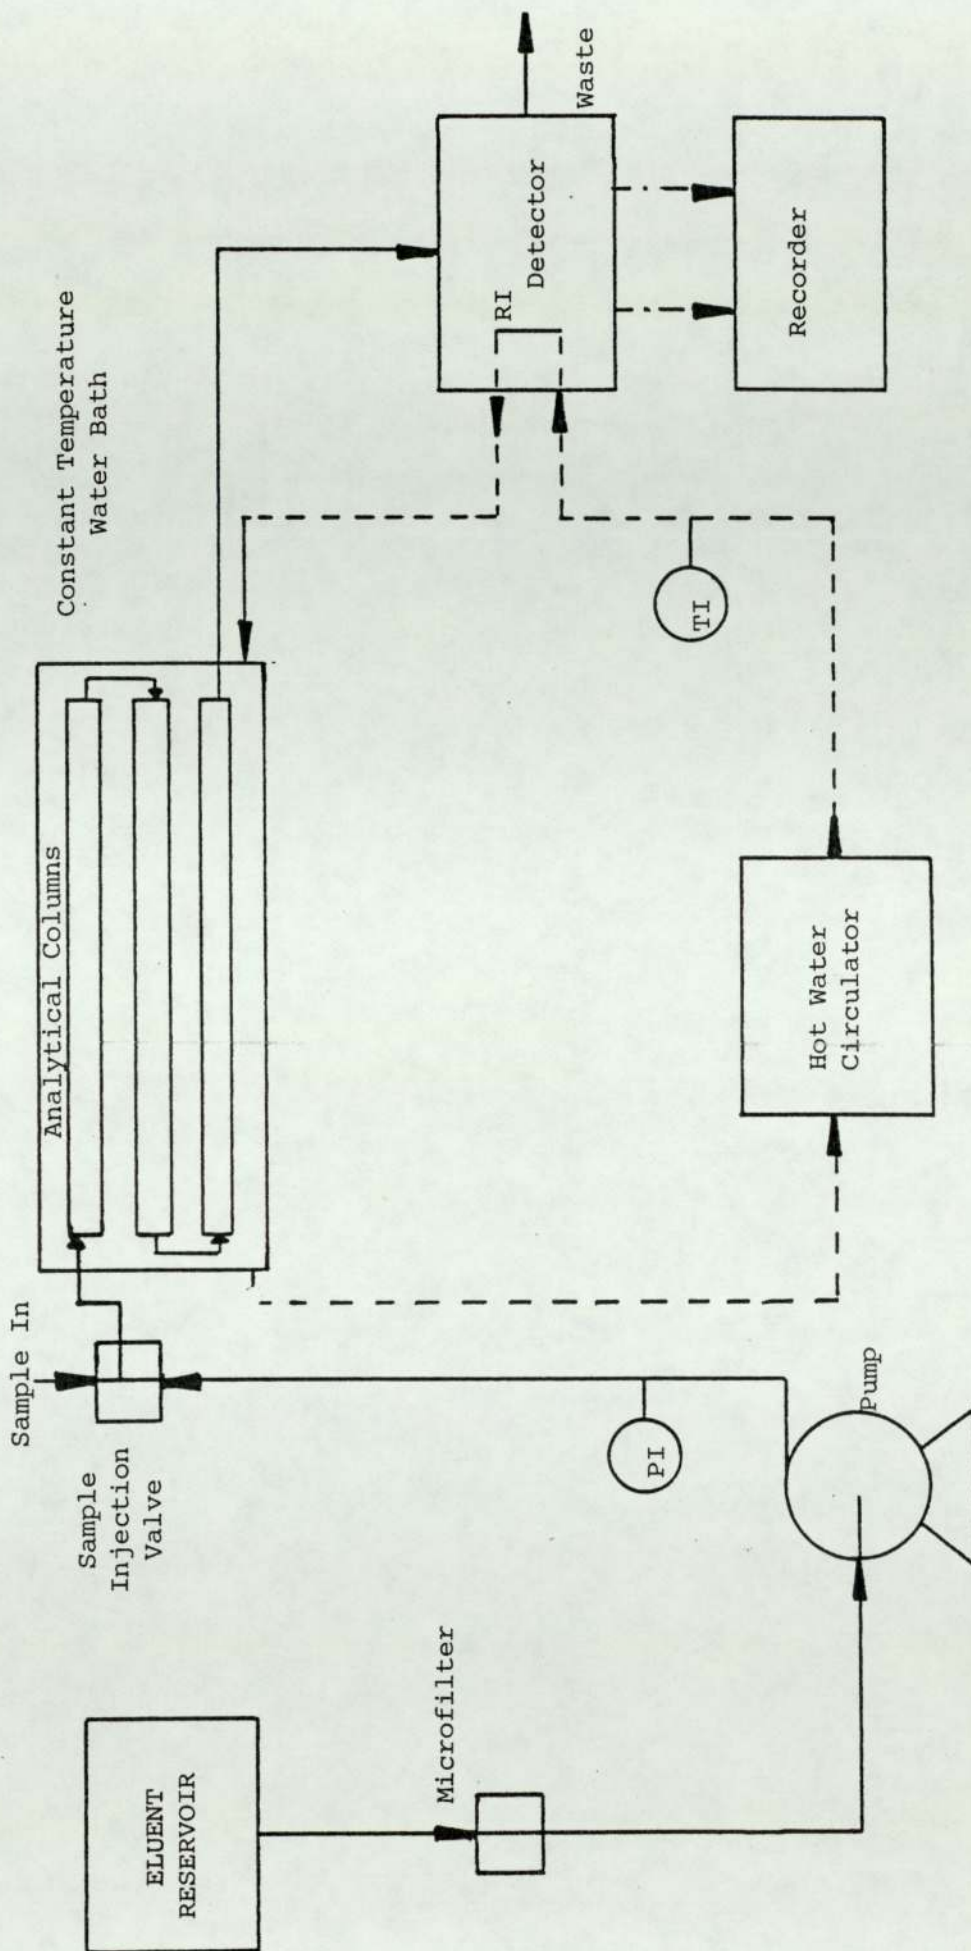 ELUENT
RESERVOIR
Microfilter
Pump
PI
Sample
Injection
Valve
Sample In
Analytical Columns
Constant Temperature
Water Bath
Hot Water
Circulator
TI
RI
Detector
Waste
Recorder